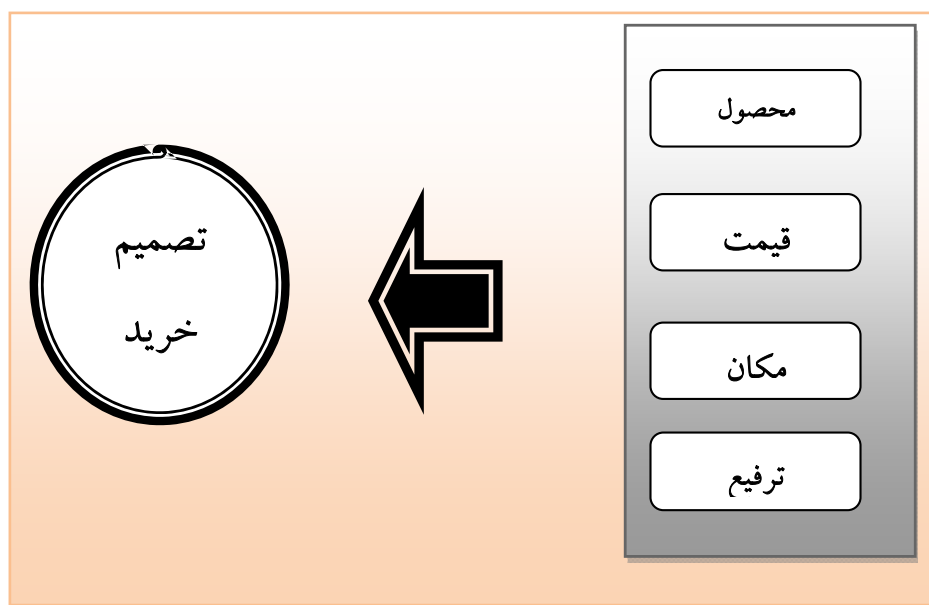 محصول
قیمت
مکان
ترفیع
تصمیم
خرید